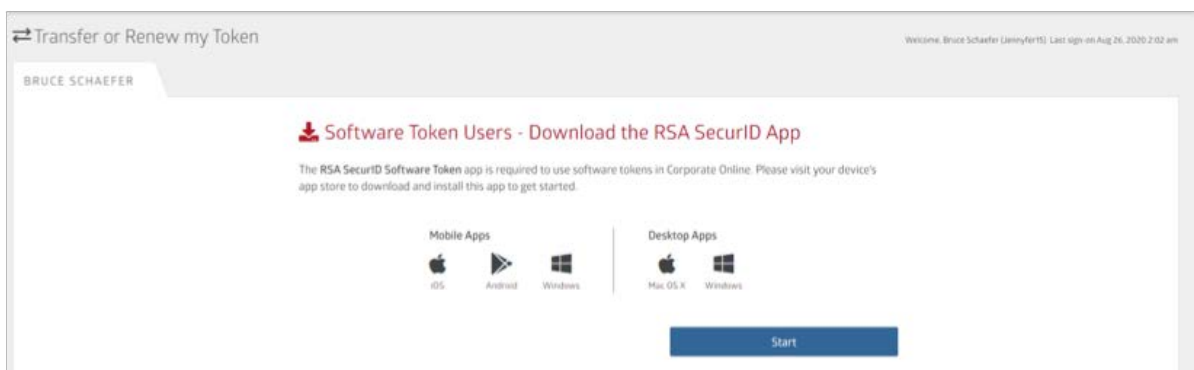 Transfer or Renew my Token
Welcome, Bruce Schaefer (Jennyfer15) Last sign-on Aug 26, 2020 2:02 am
BRUCE SCHAEFER
Software Token Users - Download the RSA SecurID App
The RSA SecurID Software Token app is required to use software tokens in Corporate Online. Please visit your device's
app store to download and install this app to get started.
Mobile Apps
Desktop Apps
iOS
Android
Windows
Mac OS X
Windows
Start